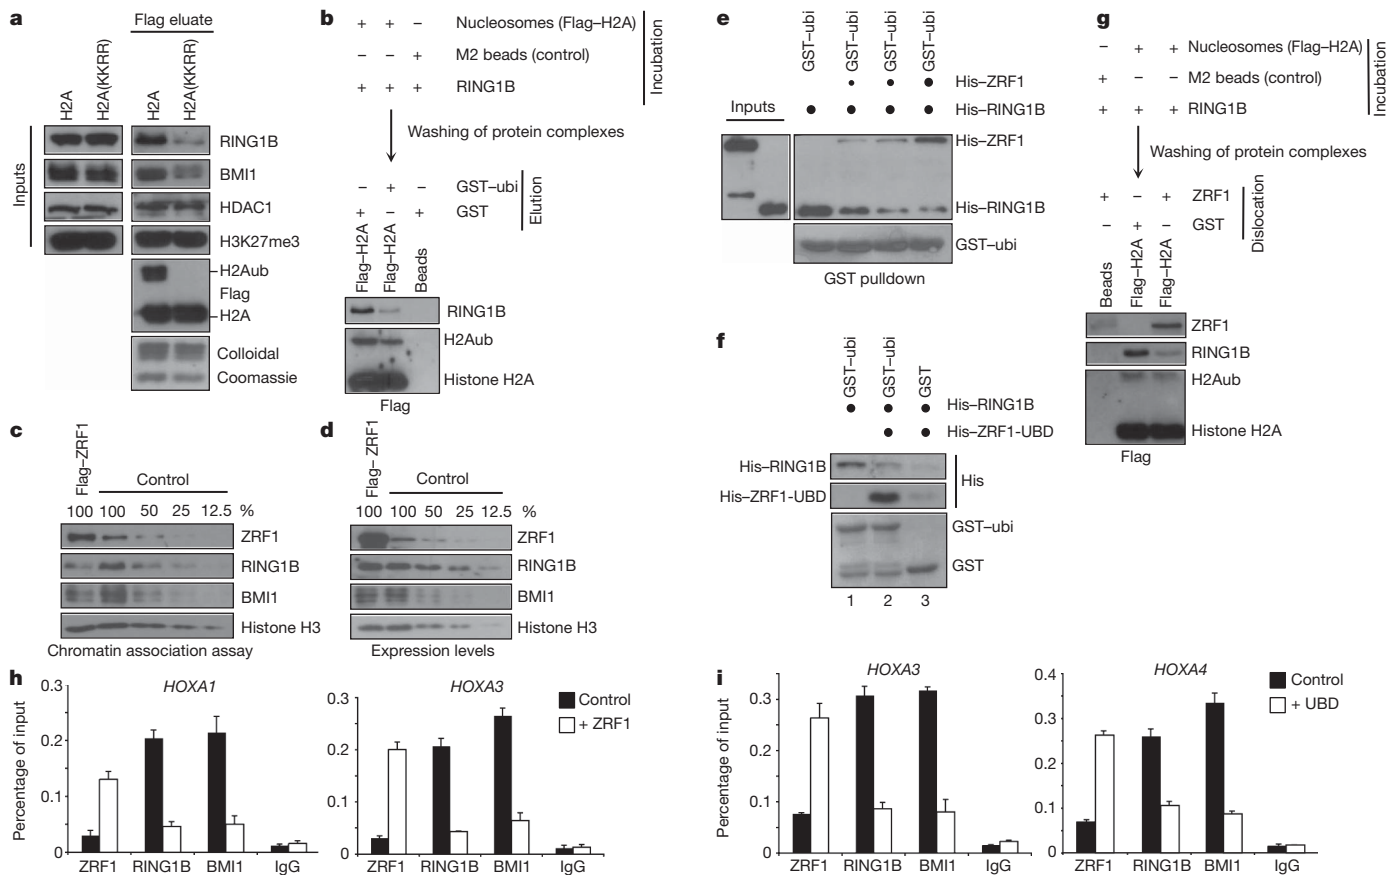 a
Flag eluate
H2A
H2A(KKRR)
H2A
H2A(KKRR)
Inputs
RING1B
BMI1
HDAC1
H3K27me3
H2Aub
Flag
H2A
Colloidal
Coomassie
b
+ + – Nucleosomes (Flag–H2A)
– – + M2 beads (control)
+ + + RING1B
Incubation
Washing of protein complexes
– + – GST–ubi
+ – + GST
Elution
Flag–H2A
Flag–H2A
Beads
RING1B
H2Aub
Histone H2A
Flag
c
Flag–ZRF1
Control
100 100 50 25 12.5 %
ZRF1
RING1B
BMI1
Histone H3
Chromatin association assay
d
Flag–ZRF1
Control
100 100 50 25 12.5 %
ZRF1
RING1B
BMI1
Histone H3
Expression levels
e
GST–ubi
GST–ubi
GST–ubi
GST–ubi
His–ZRF1
His–RING1B
Inputs
His–ZRF1
His–RING1B
GST–ubi
GST pulldown
f
GST–ubi
GST–ubi
GST
His–RING1B
His–ZRF1-UBD
His–RING1B
His–ZRF1-UBD
His
GST–ubi
GST
1 2 3
g
– + + Nucleosomes (Flag–H2A)
+ – – M2 beads (control)
+ + + RING1B
Incubation
Washing of protein complexes
+ – + ZRF1
– + – GST
Dislocation
Beads
Flag–H2A
Flag–H2A
ZRF1
RING1B
H2Aub
Histone H2A
Flag
h
HOXA1
Percentage of input
0.3
0.2
0.1
0
ZRF1 RING1B BMI1 IgG
HOXA3
0.3
0.2
0.1
0
ZRF1 RING1B BMI1 IgG
Control
+ ZRF1
i
HOXA3
Percentage of input
0.3
0.2
0.1
0
ZRF1 RING1B BMI1 IgG
HOXA4
0.4
0.3
0.2
0.1
0
ZRF1 RING1B BMI1 IgG
Control
+ UBD